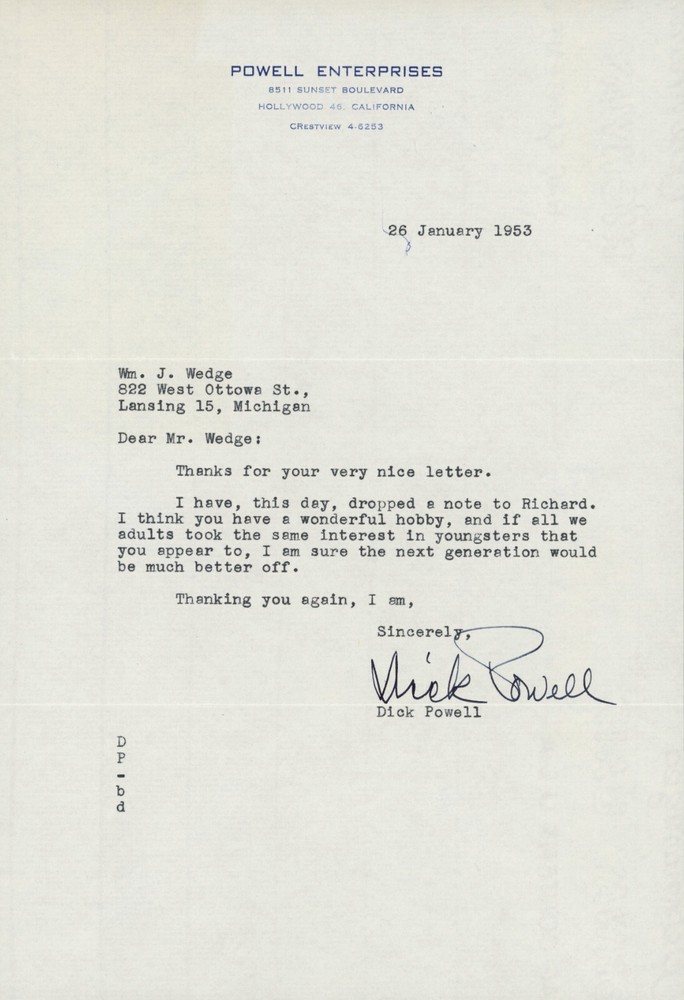 POWELL ENTERPRISES
8511 SUNSET BOULEVARD
HOLLYWOOD 46, CALIFORNIA
CRESTVIEW 4-6253
26 January 1953
Wm. J. Wedge
822 West Ottowa St.,
Lansing 15, Michigan
Dear Mr. Wedge:
Thanks for your very nice letter.
I have, this day, dropped a note to Richard.
I think you have a wonderful hobby, and if all we
adults took the same interest in youngsters that
you appear to, I am sure the next generation would
be much better off.
Thanking you again, I am,
Sincerely,
Dick Powell
Dick Powell
D
P
-
b
d